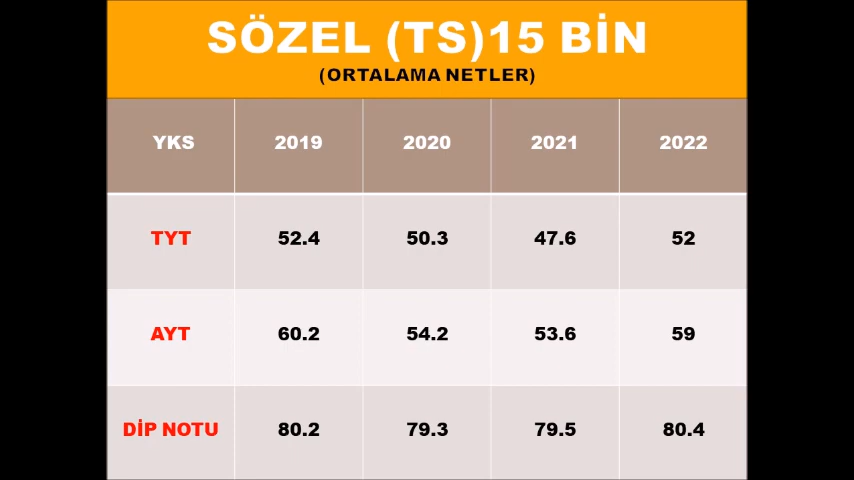 SÖZEL (TS)15 BİN
(ORTALAMA NETLER)
YKS 2019 2020 2021 2022
TYT 52.4 50.3 47.6 52
AYT 60.2 54.2 53.6 59
DİP NOTU 80.2 79.3 79.5 80.4